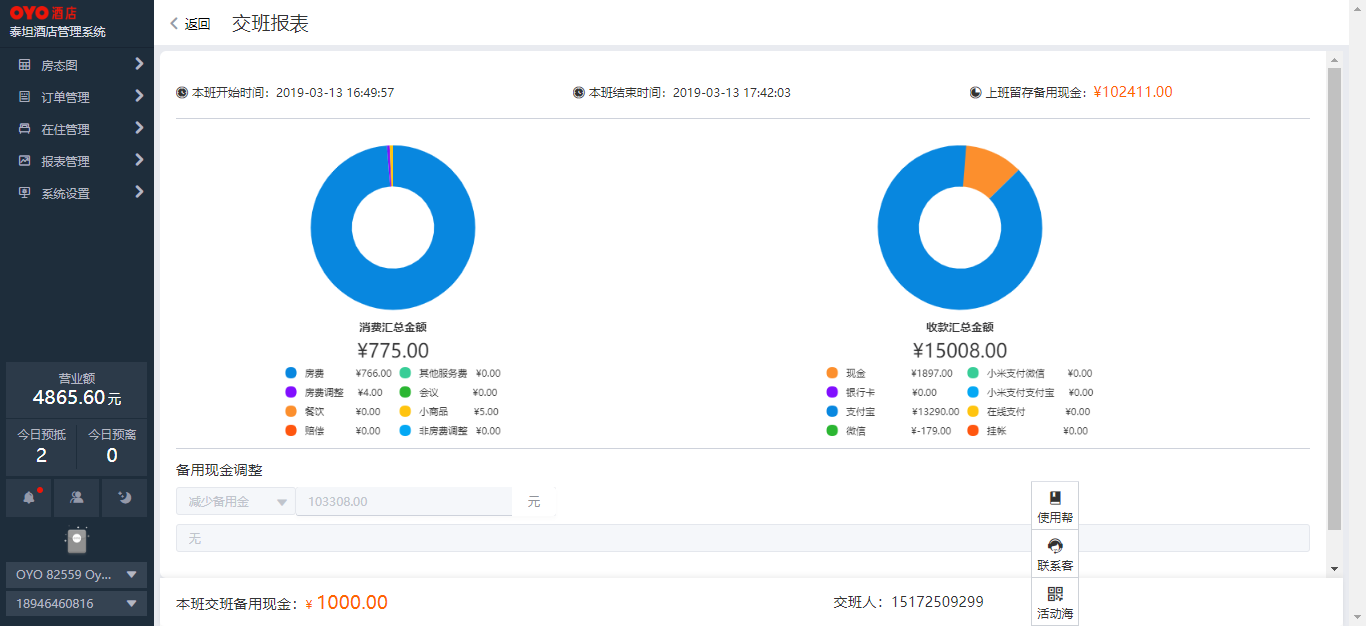 OYO 酒店
泰坦酒店管理系统
房态图
订单管理
在住管理
报表管理
系统设置
营业额
4865.60 元
今日预抵 今日预离
2 0
OYO 82559 Oy...
18946460816
返回 交班报表
本班开始时间：2019-03-13 16:49:57 本班结束时间：2019-03-13 17:42:03 上班留存备用现金：¥102411.00
消费汇总金额
¥775.00
房费 ¥766.00 其他服务费 ¥0.00
房费调整 ¥4.00 会议 ¥0.00
餐饮 ¥0.00 小商品 ¥5.00
赔偿 ¥0.00 非房费调整 ¥0.00
收款汇总金额
¥15008.00
现金 ¥1897.00 小米支付微信 ¥0.00
银行卡 ¥0.00 小米支付支付宝 ¥0.00
支付宝 ¥13290.00 在线支付 ¥0.00
微信 ¥-179.00 挂帐 ¥0.00
备用现金调整
减少备用金 103308.00 元
无
使用帮
联系客
活动海
本班交班备用现金：¥ 1000.00 交班人：15172509299